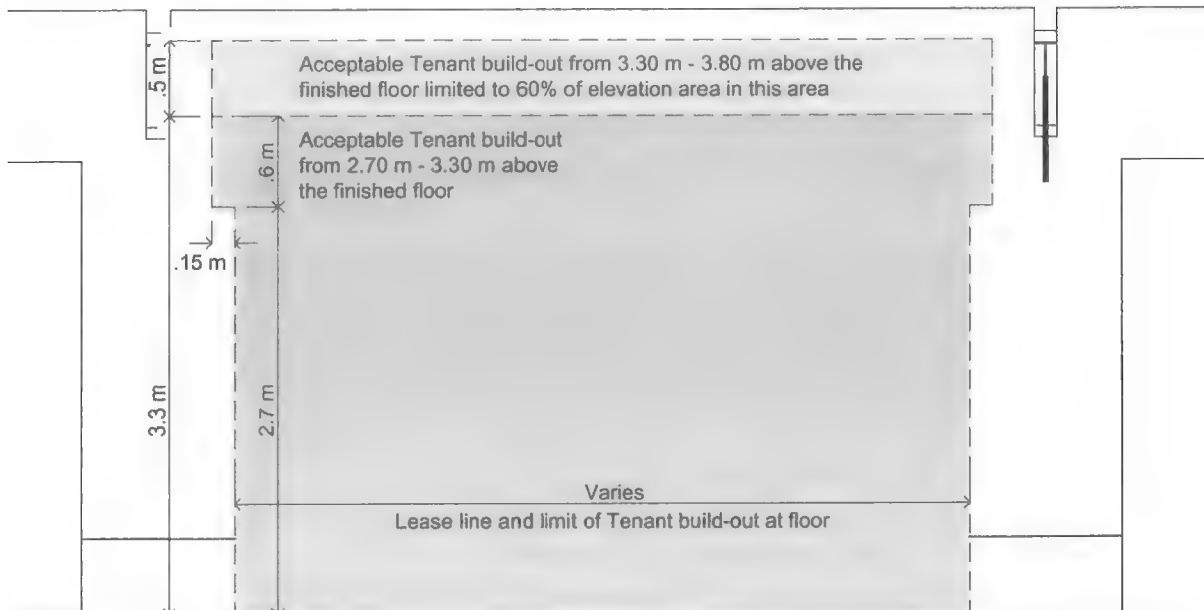 .5 m
Acceptable Tenant build-out from 3.30 m - 3.80 m above the
finished floor limited to 60% of elevation area in this area
Acceptable Tenant build-out
from 2.70 m - 3.30 m above
the finished floor
.6 m
.15 m
3.3 m
2.7 m
Varies
Lease line and limit of Tenant build-out at floor